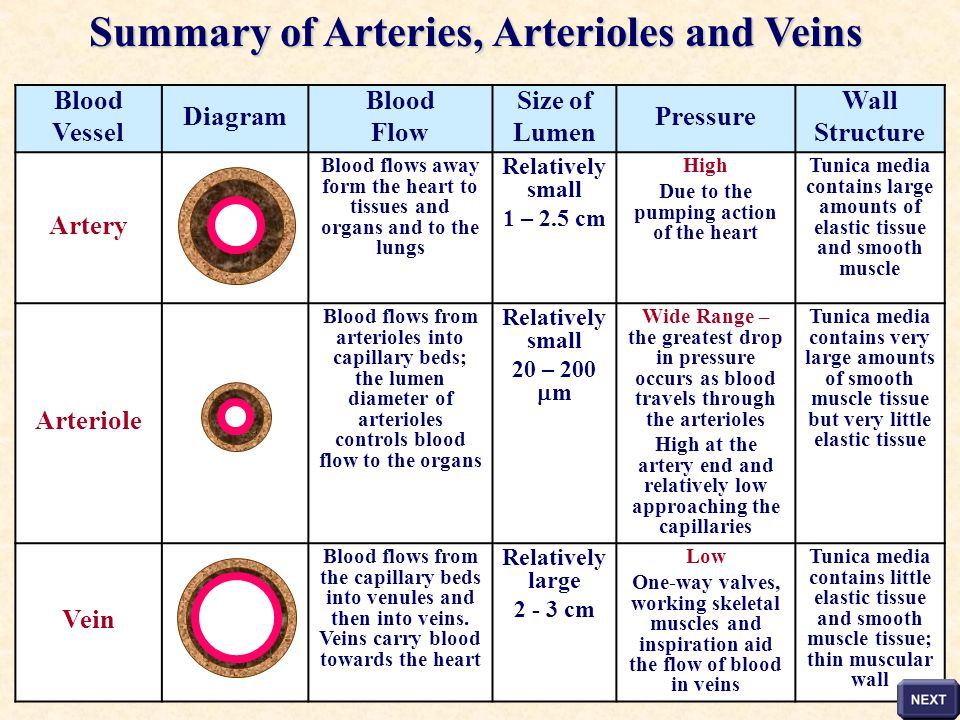 Summary of Arteries, Arterioles and Veins
Blood
Vessel
Diagram
Blood
Flow
Size of
Lumen
Pressure
Wall
Structure
Artery
Blood flows away
form the heart to
tissues and
organs and to the
lungs
Relatively
small
1 – 2.5 cm
High
Due to the
pumping action
of the heart
Tunica media
contains large
amounts of
elastic tissue
and smooth
muscle
Arteriole
Blood flows from
arterioles into
capillary beds;
the lumen
diameter of
arterioles
controls blood
flow to the organs
Relatively
small
20 – 200
μm
Wide Range –
the greatest drop
in pressure
occurs as blood
travels through
the arterioles
High at the
artery end and
relatively low
approaching the
capillaries
Tunica media
contains very
large amounts
of smooth
muscle tissue
but very little
elastic tissue
Vein
Blood flows from
the capillary beds
into venules and
then into veins.
Veins carry blood
towards the heart
Relatively
large
2 - 3 cm
Low
One-way valves,
working skeletal
muscles and
inspiration aid
the flow of blood
in veins
Tunica media
contains little
elastic tissue
and smooth
muscle tissue;
thin muscular
wall
NEXT